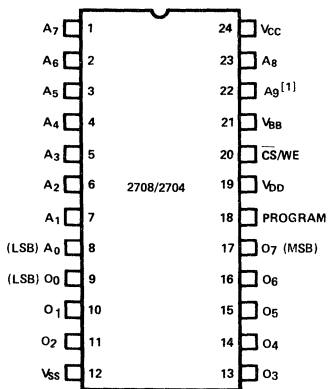 A7 1 24 VCC
A6 2 23 A8
A5 3 22 A9[1]
A4 4 21 VBB
A3 5 20 C̅S̅/WE
A2 6 2708/2704 19 VDD
A1 7 18 PROGRAM
(LSB) A0 8 17 O7 (MSB)
(LSB) O0 9 16 O6
O1 10 15 O5
O2 11 14 O4
VSS 12 13 O3